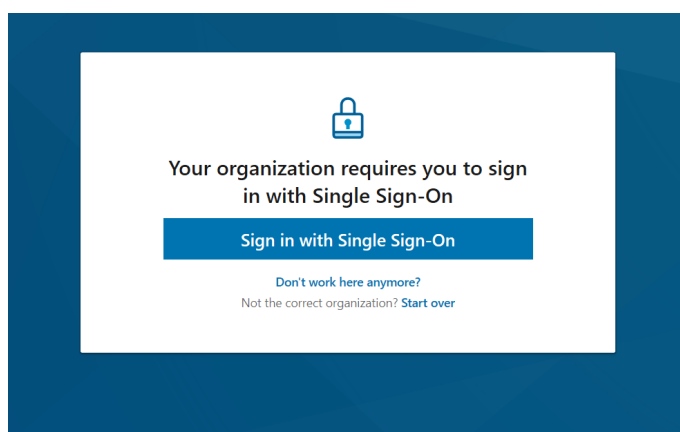 Your organization requires you to sign
in with Single Sign-On
Sign in with Single Sign-On
Don't work here anymore?
Not the correct organization? Start over